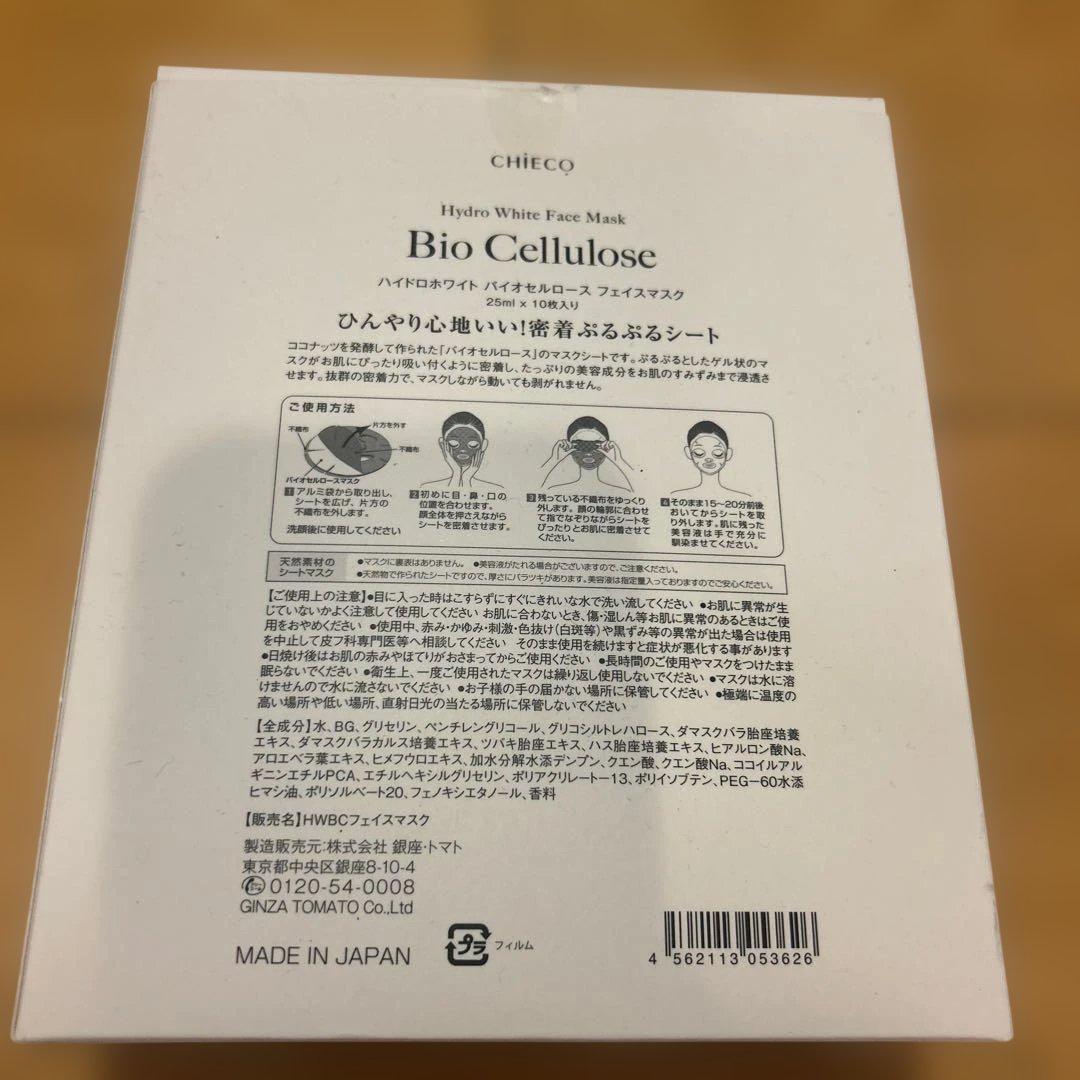 CHiECO
Hydro White Face Mask
Bio Cellulose
ハイドロホワイト バイオセルロース フェイスマスク
25ml x 10枚入り
ひんやり心地いい！密着ぷるぷるシート
ココナッツを発酵して作られた「バイオセルロース」のマスクシートです。ぷるぷるとしたゲル状のマ
スクがお肌にぴったり吸い付くように密着し、たっぷりの美容成分をお肌のすみずみまで浸透さ
せます。抜群の密着力で、マスクしながら動いても剥がれません。
ご使用方法
不織布
片方を外す
不織布
バイオセルロースマスク
1 アルミ袋から取り出し、
シートを広げ、片方の
不織布を外します。
洗顔後に使用してください
2 初めに目・鼻・口の
位置を合わせます。
顔全体を押さえながら
シートを密着させます。
3 残っている不織布をゆっくり
外します。顔の輪郭に合わせ
て指でなぞりながらシートを
ぴったりとお肌に密着させて
ください。
4 そのまま15〜20分前後
おいてからシートを取
り外します。肌に残った
美容液は手で充分に
馴染ませてください。
天然素材の
シートマスク
●マスクに裏表はありません。 ●美容液がたれる場合がございますので、ご注意ください。
●天然物で作られたシートですので、厚さにバラツキがあります。美容液は指定量入っておりますのでご安心ください。
【ご使用上の注意】●目に入った時はこすらずにすぐにきれいな水で洗い流してください ●お肌に異常が生
じていないかよく注意して使用してください お肌に合わないとき、傷・湿しん等お肌に異常のあるときはご使
用をおやめください ●使用中、赤み・かゆみ・刺激・色抜け（白斑等）や黒ずみ等の異常が出た場合は使用
を中止して皮フ科専門医等へ相談してください そのまま使用を続けますと症状が悪化する事があります
●日焼け後はお肌の赤みやほてりがおさまってからご使用ください ●長時間のご使用やマスクをつけたまま
眠らないでください ●衛生上、一度ご使用されたマスクは繰り返し使用しないでください ●マスクは水に溶
けませんので水に流さないでください ●お子様の手の届かない場所に保管してください ●極端に温度の
高い場所や低い場所、直射日光の当たる場所に保管しないでください
【全成分】水、BG、グリセリン、ペンチレングリコール、グリコシルトレハロース、ダマスクバラ胎座培養
エキス、ダマスクバラカルス培養エキス、ツバキ胎座エキス、ハス胎座培養エキス、ヒアルロン酸Na、
アロエベラ葉エキス、ヒメフウロエキス、加水分解水添デンプン、クエン酸、クエン酸Na、ココイルアル
ギニンエチルPCA、エチルヘキシルグリセリン、ポリアクリレート－13、ポリイソブテン、PEG－60水添
ヒマシ油、ポリソルベート20、フェノキシエタノール、香料
【販売名】HWBCフェイスマスク
製造販売元：株式会社 銀座・トマト
東京都中央区銀座8-10-4
0120-54-0008
GINZA TOMATO Co.,Ltd
MADE IN JAPAN
プラ フィルム
4 562113 053626